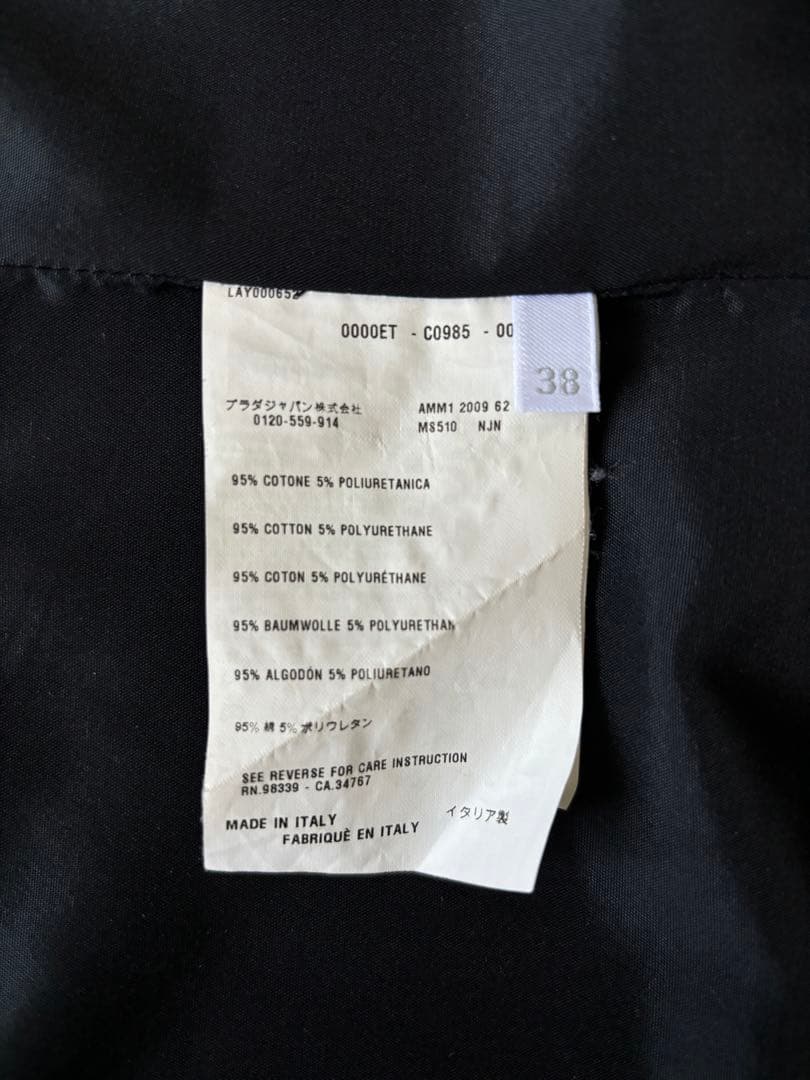 LAY000652
0000ET - C0985 - 00
38
プラダジャパン株式会社
0120-559-914
AMM1 2009 62
MS510 NJN
95% COTONE 5% POLIURETANICA
95% COTTON 5% POLYURETHANE
95% COTON 5% POLYURÉTHANE
95% BAUMWOLLE 5% POLYURETHAN
95% ALGODÓN 5% POLIURETANO
95% 綿 5% ポリウレタン
SEE REVERSE FOR CARE INSTRUCTION
RN.98339 - CA.34767
MADE IN ITALY
FABRIQUÈ EN ITALY
イタリア製